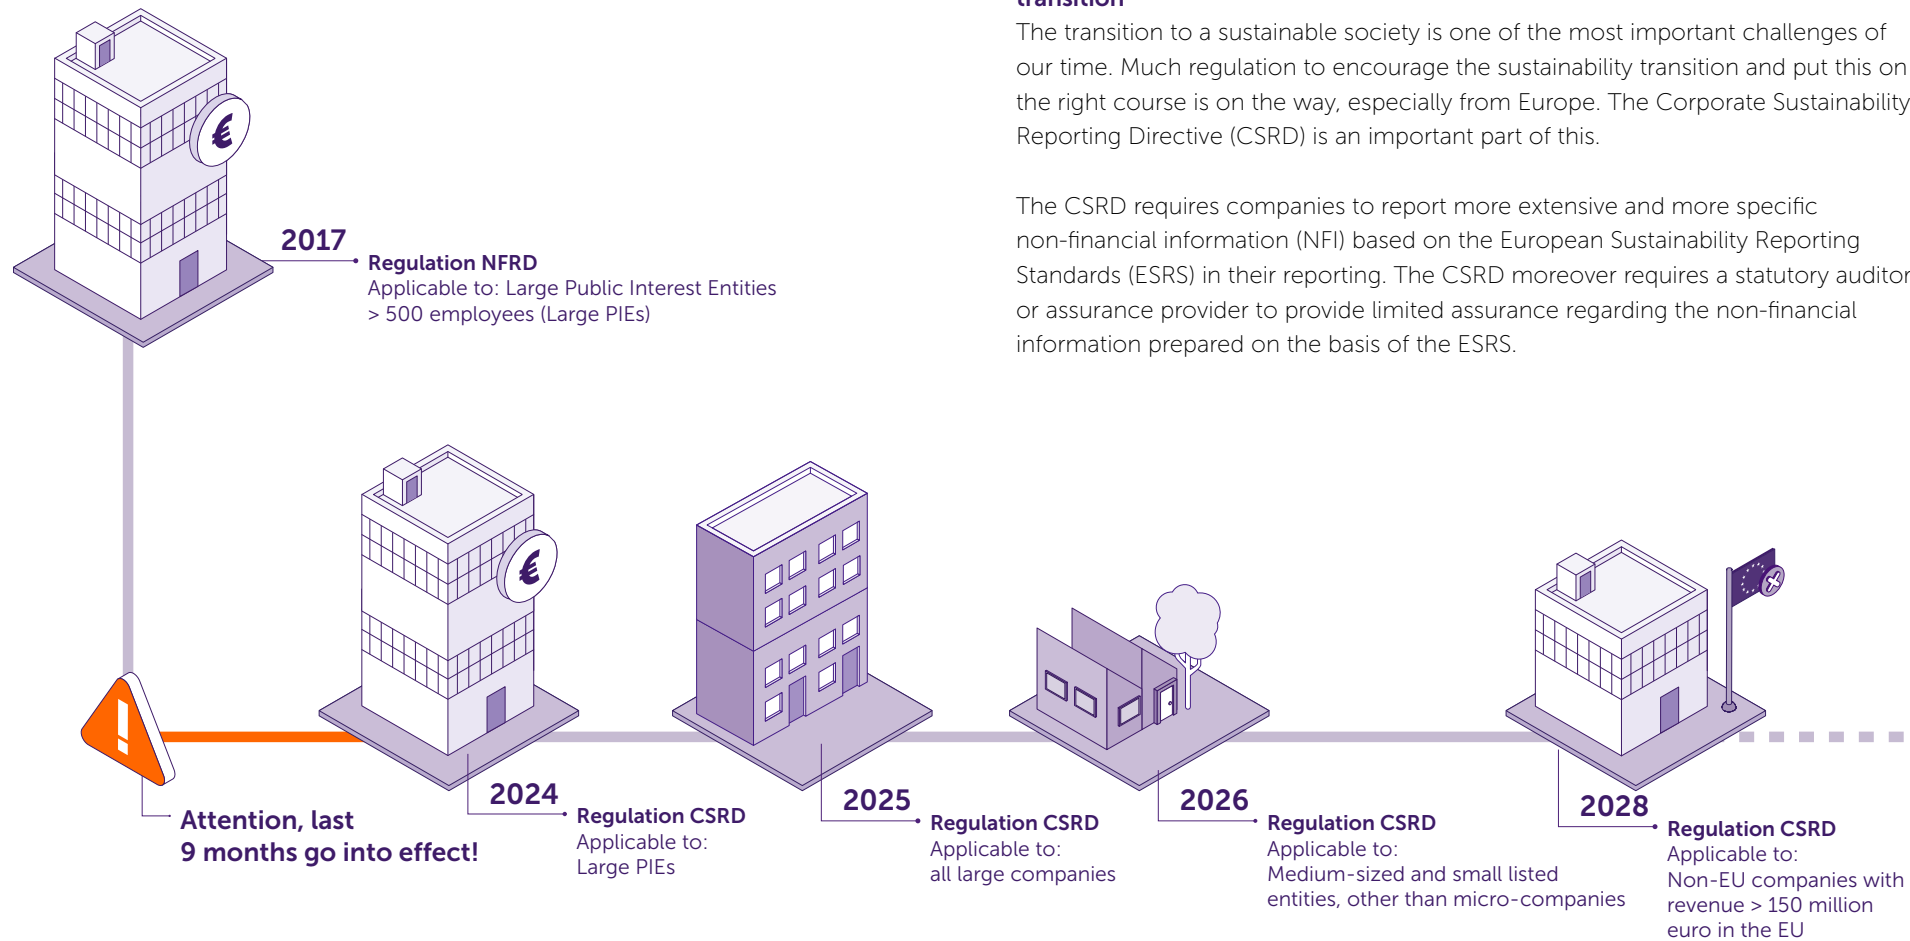 transition
The transition to a sustainable society is one of the most important challenges of
our time. Much regulation to encourage the sustainability transition and put this on
the right course is on the way, especially from Europe. The Corporate Sustainability
Reporting Directive (CSRD) is an important part of this.
The CSRD requires companies to report more extensive and more specific
non-financial information (NFI) based on the European Sustainability Reporting
Standards (ESRS) in their reporting. The CSRD moreover requires a statutory auditor
or assurance provider to provide limited assurance regarding the non-financial
information prepared on the basis of the ESRS.
€
2017
Regulation NFRD
Applicable to: Large Public Interest Entities
> 500 employees (Large PIEs)
!
Attention, last
9 months go into effect!
€
2024
Regulation CSRD
Applicable to:
Large PIEs
2025
Regulation CSRD
Applicable to:
all large companies
2026
Regulation CSRD
Applicable to:
Medium-sized and small listed
entities, other than micro-companies
2028
Regulation CSRD
Applicable to:
Non-EU companies with
revenue > 150 million
euro in the EU